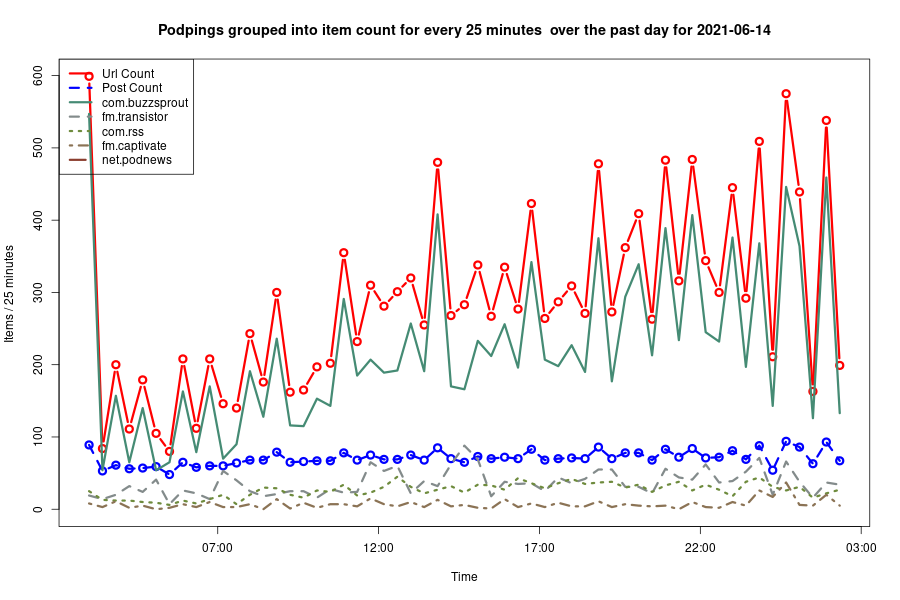 Podpings grouped into item count for every 25 minutes  over the past day for 2021-06-14
Url Count
Post Count
com.buzzsprout
fm.transistor
com.rss
fm.captivate
net.podnews
Items / 25 minutes
600
500
400
300
200
100
0
07:00
12:00
17:00
22:00
03:00
Time